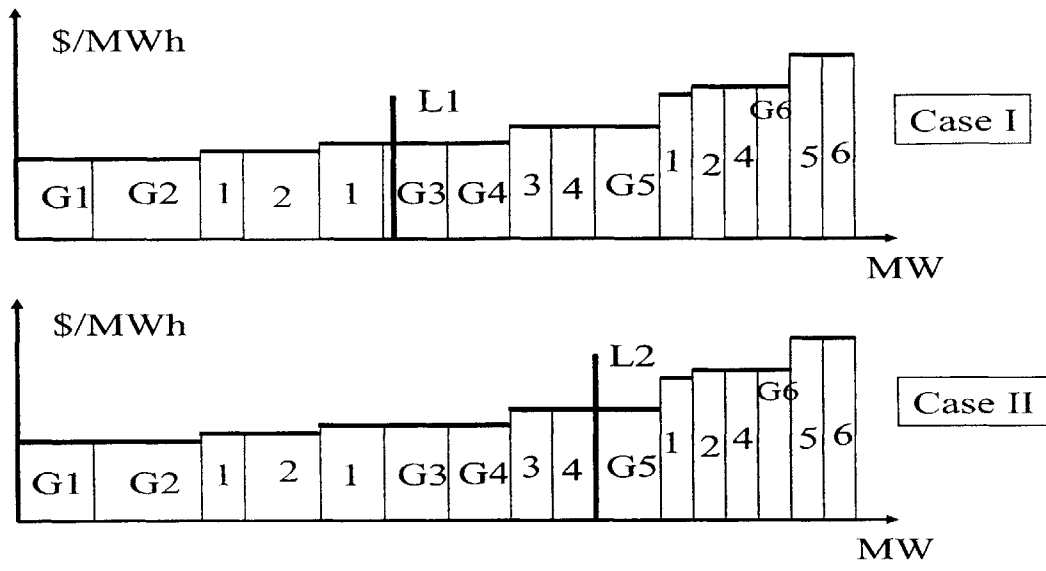 $/MWh
L1
Case I
G1 G2 1 2 1 G3 G4 3 4 G5 1 2 4 G6 5 6
MW
$/MWh
L2
Case II
G1 G2 1 2 1 G3 G4 3 4 G5 1 2 4 G6 5 6
MW